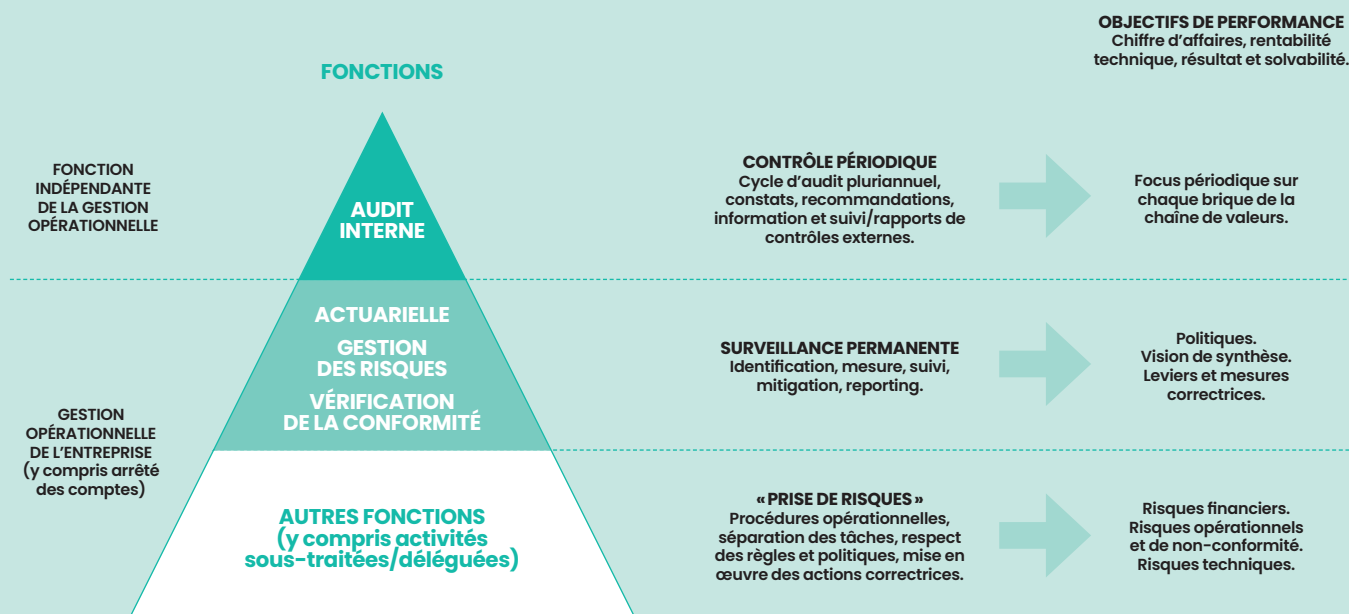 OBJECTIFS DE PERFORMANCE
Chiffre d'affaires, rentabilité
technique, résultat et solvabilité.
FONCTIONS
FONCTION
INDÉPENDANTE
DE LA GESTION
OPÉRATIONNELLE
AUDIT
INTERNE
CONTRÔLE PÉRIODIQUE
Cycle d'audit pluriannuel,
constats, recommandations,
information et suivi/rapports de
contrôles externes.
Focus périodique sur
chaque brique de la
chaîne de valeurs.
ACTUARIELLE
GESTION
DES RISQUES
VÉRIFICATION
DE LA CONFORMITÉ
SURVEILLANCE PERMANENTE
Identification, mesure, suivi,
mitigation, reporting.
Politiques.
Vision de synthèse.
Leviers et mesures
correctrices.
GESTION
OPÉRATIONNELLE
DE L'ENTREPRISE
(y compris arrêté
des comptes)
AUTRES FONCTIONS
(y compris activités
sous-traitées/déléguées)
« PRISE DE RISQUES »
Procédures opérationnelles,
séparation des tâches, respect
des règles et politiques, mise en
œuvre des actions correctrices.
Risques financiers.
Risques opérationnels
et de non-conformité.
Risques techniques.